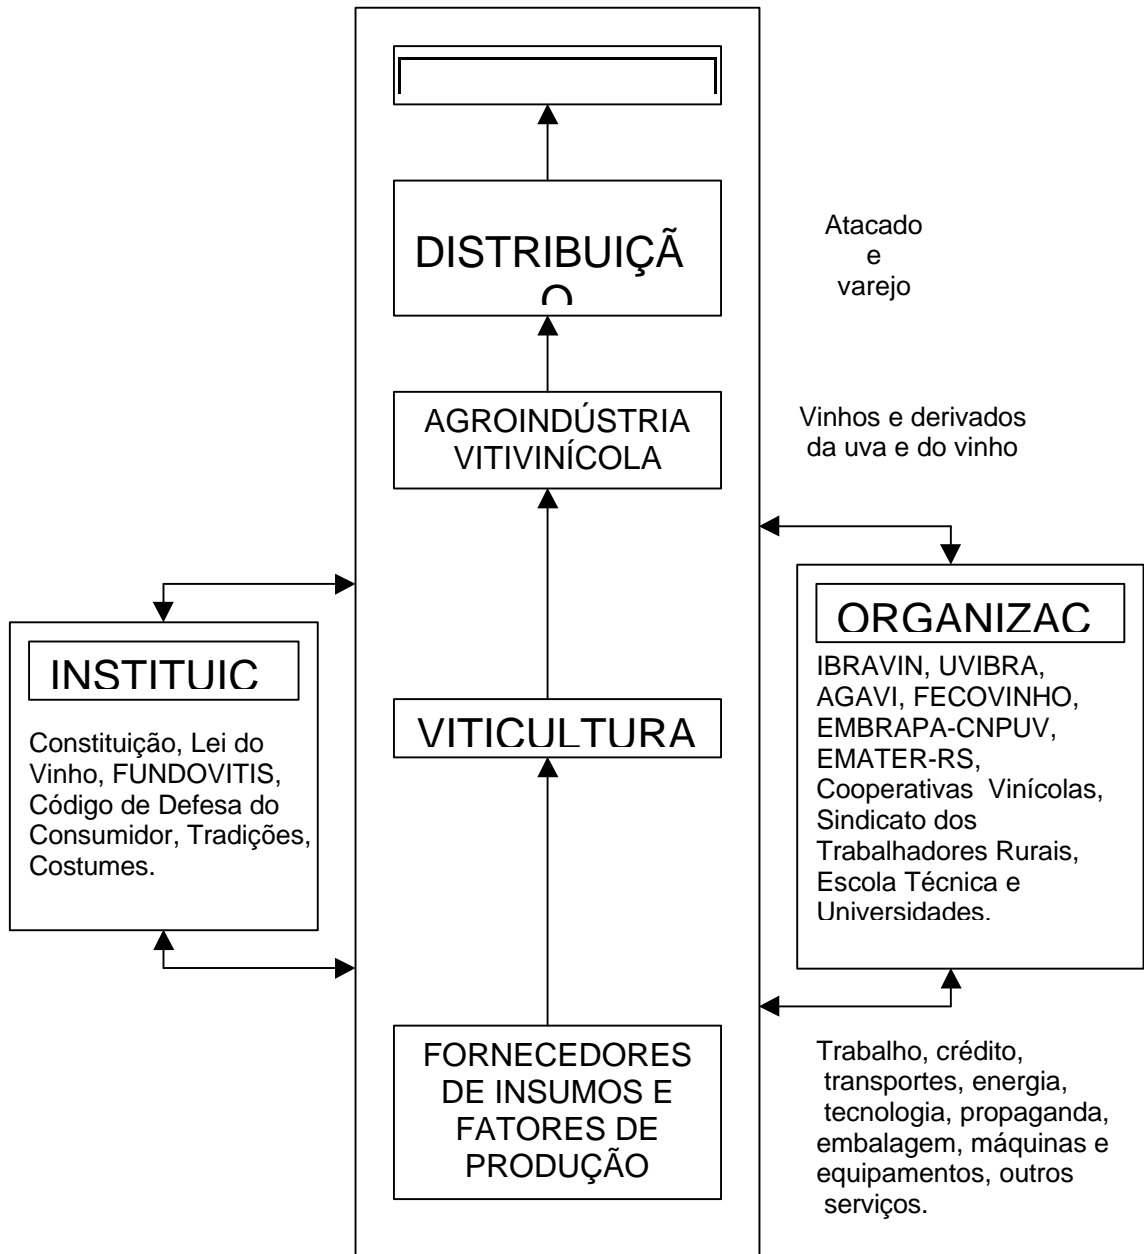 DISTRIBUIÇÃ
O
Atacado
e
varejo
AGROINDÚSTRIA
VITIVINÍCOLA
Vinhos e derivados
da uva e do vinho
INSTITUIC
Constituição, Lei do
Vinho, FUNDOVITIS,
Código de Defesa do
Consumidor, Tradições,
Costumes.
VITICULTURA
ORGANIZAC
IBRAVIN, UVIBRA,
AGAVI, FECOVINHO,
EMBRAPA-CNPUV,
EMATER-RS,
Cooperativas Vinícolas,
Sindicato dos
Trabalhadores Rurais,
Escola Técnica e
Universidades.
FORNECEDORES
DE INSUMOS E
FATORES DE
PRODUÇÃO
Trabalho, crédito,
transportes, energia,
tecnologia, propaganda,
embalagem, máquinas e
equipamentos, outros
serviços.